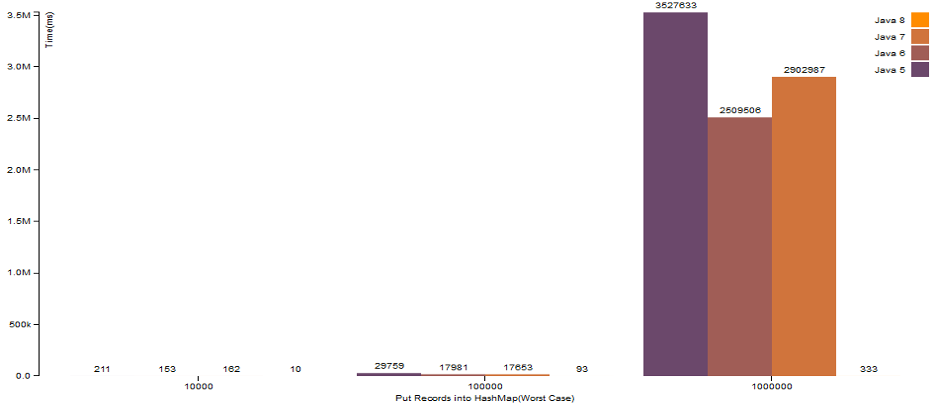 3527633
3.5M
Time(ms)
Java 8
Java 7
Java 6
Java 5
3.0M
2902987
2.5M
2509506
2.0M
1.5M
1.0M
500k
0.0
211
153
162
10
29759
17981
17653
93
333
10000
100000
1000000
Put Records into HashMap(Worst Case)